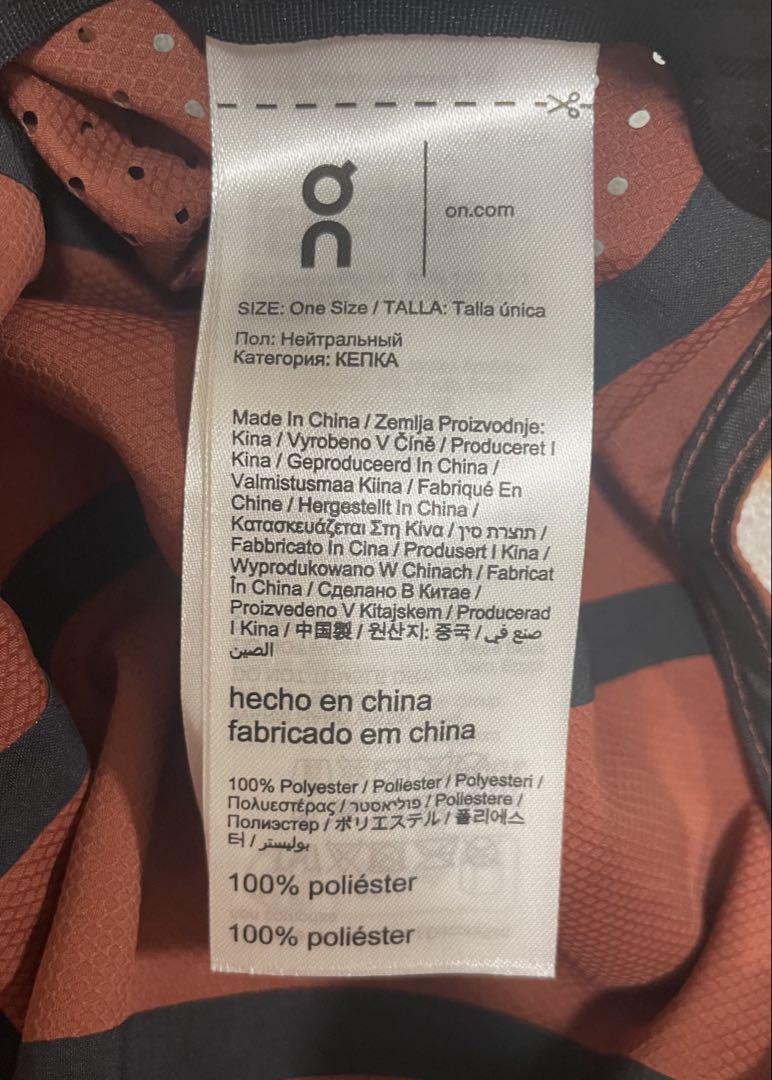 on
on.com
SIZE: One Size / TALLA: Talla única
Пол: Нейтральный
Категория: КЕПКА
Made In China / Zemlja Proizvodnje:
Kina / Vyrobeno V Číně / Produceret I
Kina / Geproduceerd In China /
Valmistusmaa Kiina / Fabriqué En
Chine / Hergestellt In China /
Κατασκευάζεται Στη Κίνα / תוצרת סין /
Fabbricato In Cina / Produsert I Kina /
Wyprodukowano W Chinach / Fabricat
În China / Сделано В Китае /
Proizvedeno V Kitajskem / Producerad
I Kina / 中国製 / 원산지: 중국 / صنع في
الصين
hecho en china
fabricado em china
100% Polyester / Poliester / Polyesteri /
Πολυεστέρας / פוליאסטר / Poliestere /
Полиэстер / ポリエステル / 폴리에스
터 / بوليستر
100% poliéster
100% poliéster